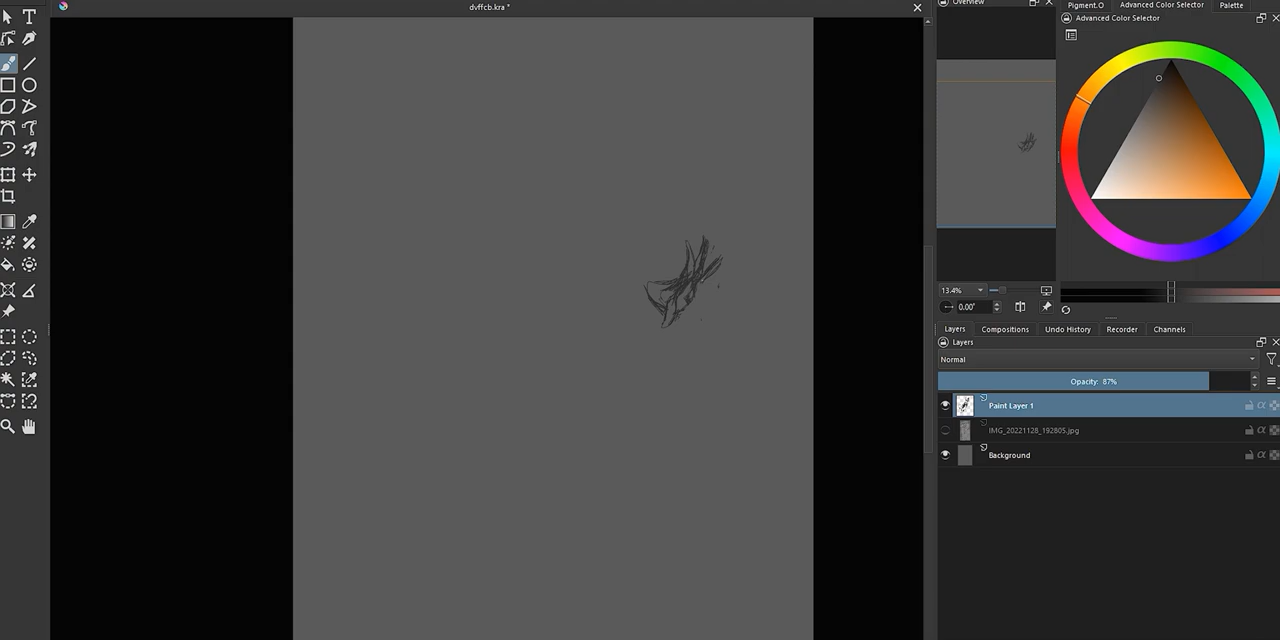 dvffcb.kra *
Overview
Pigment.O Advanced Color Selector Palette
Advanced Color Selector
13.4%
0.00°
Layers Compositions Undo History Recorder Channels
Layers
Normal
Opacity: 87%
Paint Layer 1
IMG_20221128_192805.jpg
Background